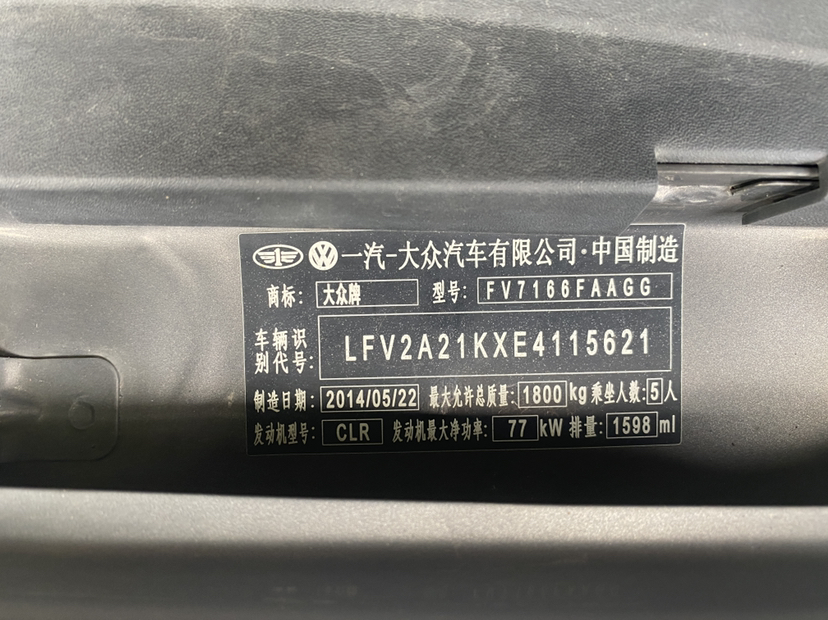 一汽-大众汽车有限公司·中国制造
商标: 大众牌 型号: FV7166FAAGG
车辆识别代号: LFV2A21KXE4115621
制造日期: 2014/05/22 最大允许总质量: 1800 kg 乘坐人数: 5 人
发动机型号: CLR 发动机最大净功率: 77 kW 排量: 1598 ml